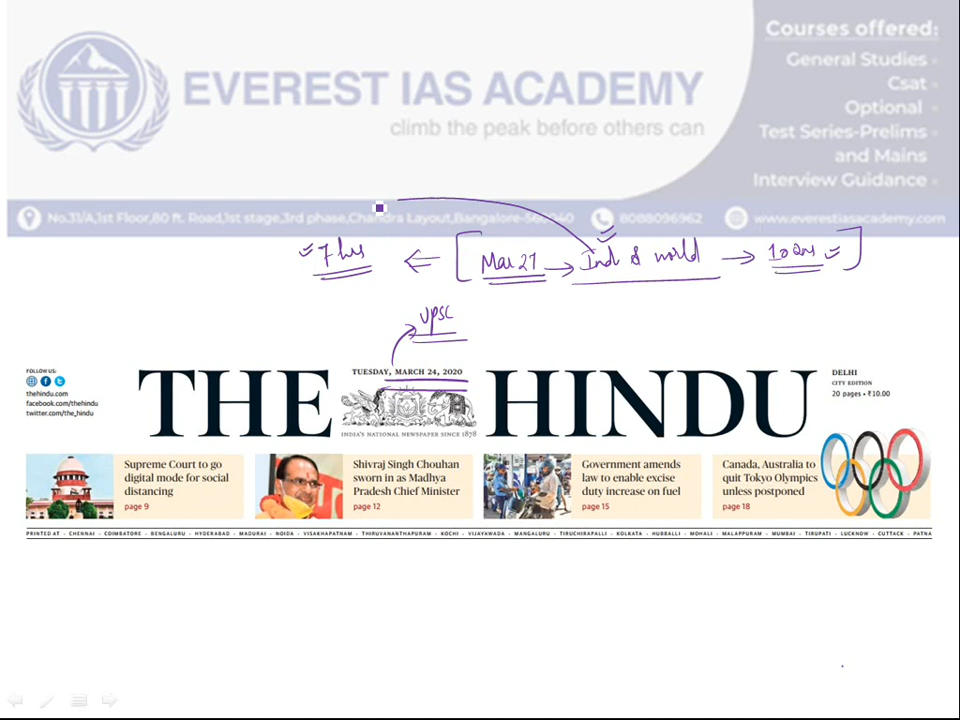 Courses offered:
General Studies
Csat
Optional
Test Series-Prelims
and Mains
Interview Guidance
EVEREST IAS ACADEMY
climb the peak before others can
No.31/A,1st Floor,80 ft. Road,1st stage,3rd phase,Chandra Layout,Bangalore-560040
8088096962
www.everestiasacademy.com
7 hrs ← [ Mar 27 → Ind & world → 10am ]
UPSC
FOLLOW US:
thehindu.com
facebook.com/thehindu
twitter.com/the_hindu
TUESDAY, MARCH 24, 2020
THE HINDU
INDIA'S NATIONAL NEWSPAPER SINCE 1878
DELHI
CITY EDITION
20 pages • ₹10.00
Supreme Court to go
digital mode for social
distancing
page 9
Shivraj Singh Chouhan
sworn in as Madhya
Pradesh Chief Minister
page 12
Government amends
law to enable excise
duty increase on fuel
page 15
Canada, Australia to
quit Tokyo Olympics
unless postponed
page 18
PRINTED AT • CHENNAI • COIMBATORE • BENGALURU • HYDERABAD • MADURAI • NOIDA • VISAKHAPATNAM • THIRUVANANTHAPURAM • KOCHI • VIJAYAWADA • MANGALURU • TIRUCHIRAPALLI • KOLKATA • HUBBALLI • MOHALI • MALAPPURAM • MUMBAI • TIRUPATI • LUCKNOW • CUTTACK • PATNA